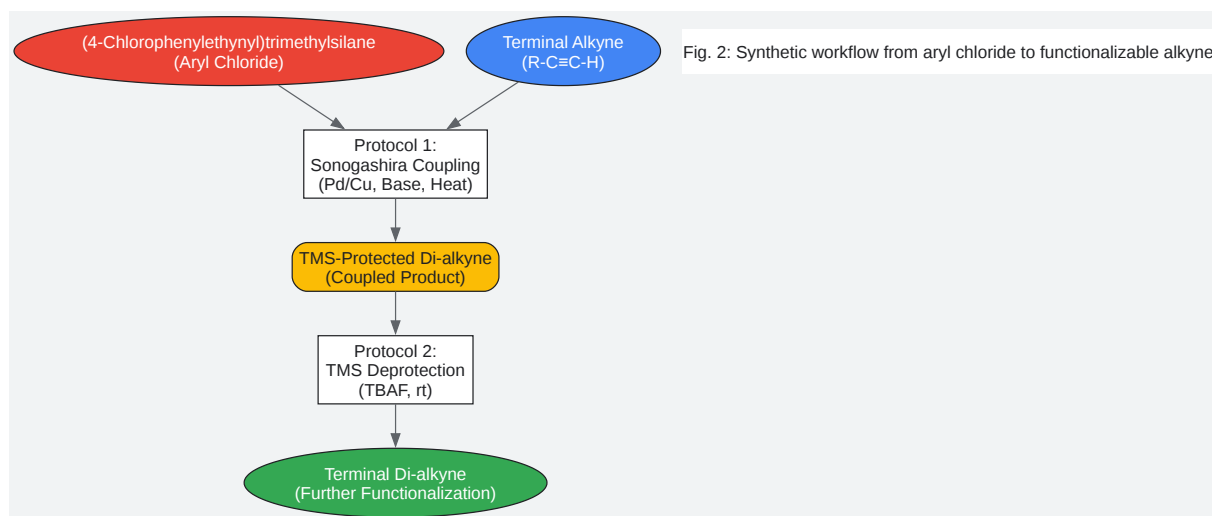 (4-Chlorophenylethynyl)trimethylsilane
(Aryl Chloride)
Terminal Alkyne
(R-C≡C-H)
Fig. 2: Synthetic workflow from aryl chloride to functionalizable alkyne
Protocol 1:
Sonogashira Coupling
(Pd/Cu, Base, Heat)
TMS-Protected Di-alkyne
(Coupled Product)
Protocol 2:
TMS Deprotection
(TBAF, rt)
Terminal Di-alkyne
(Further Functionalization)